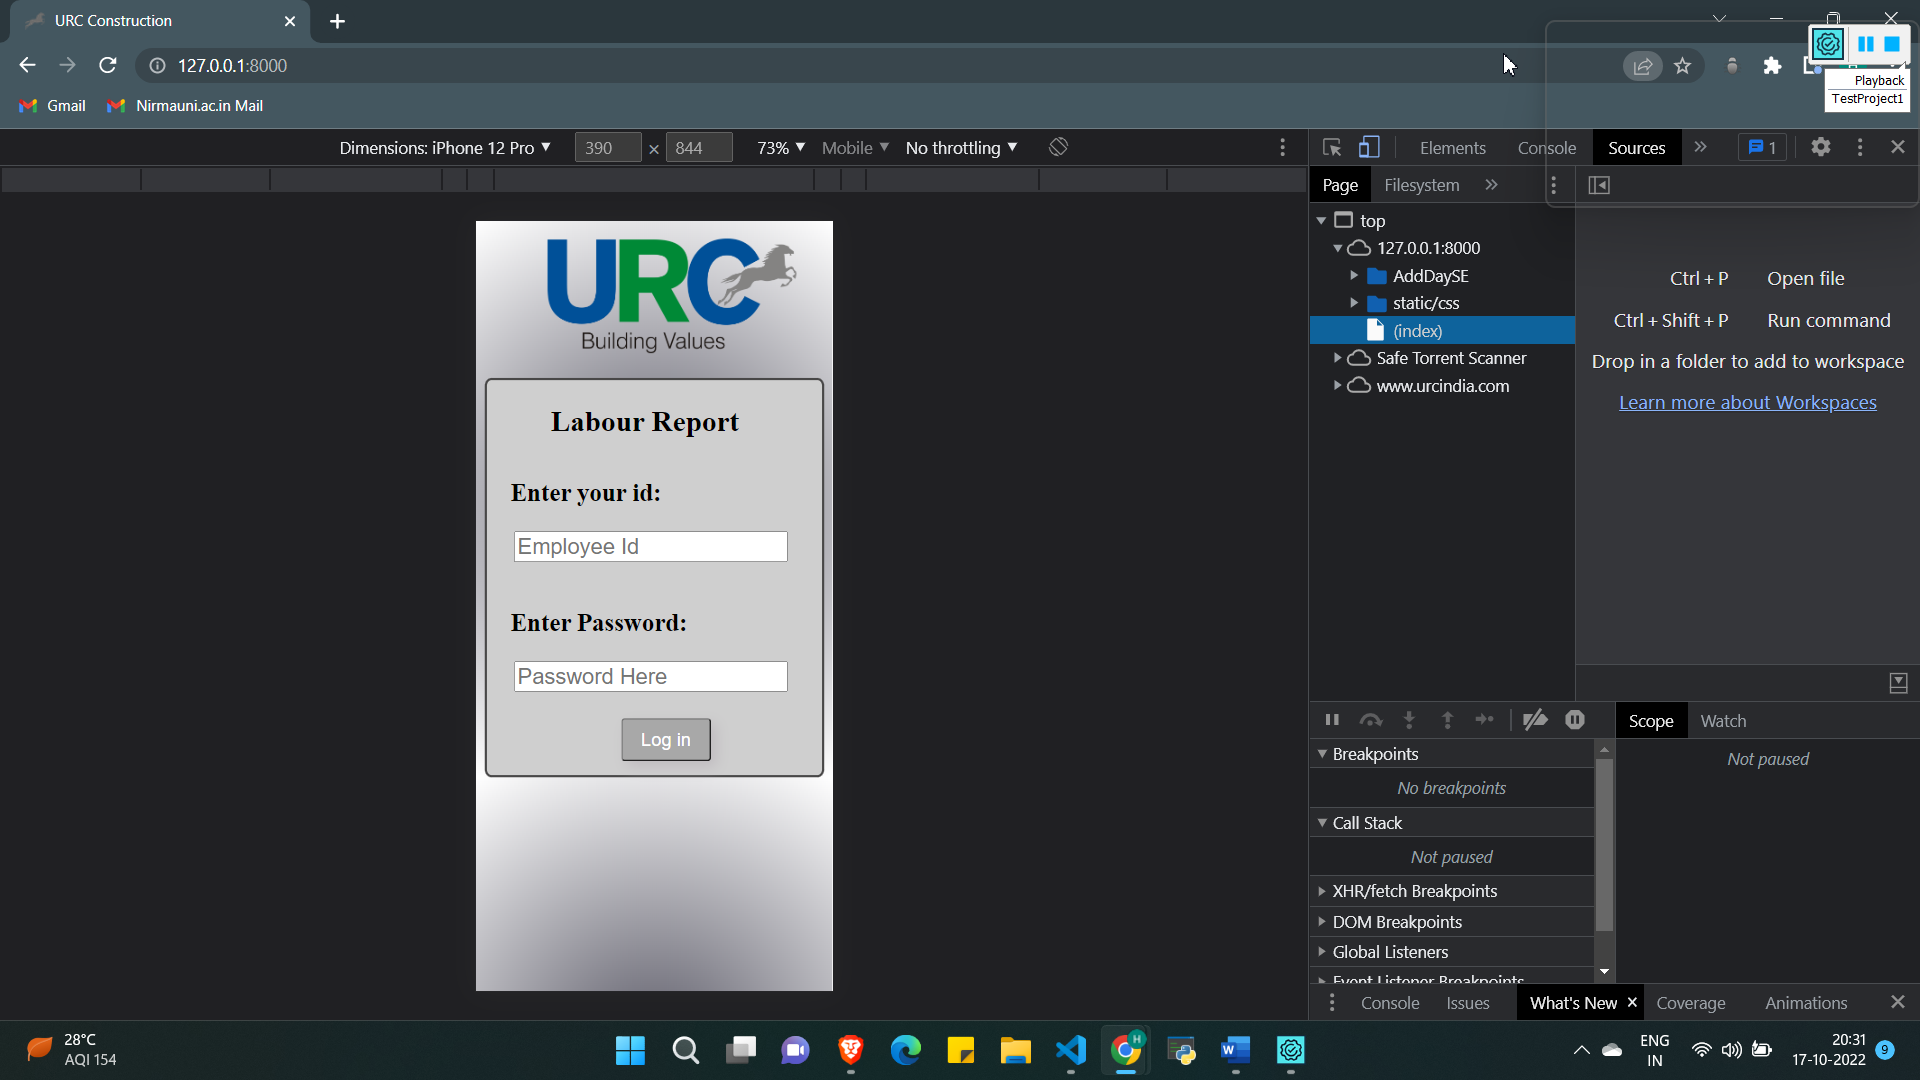 URC Construction
127.0.0.1:8000
Playback
TestProject1
Gmail
Nirmauni.ac.in Mail
Dimensions: iPhone 12 Pro
390 × 844
73%
Mobile
No throttling
Elements
Console
Sources
1
Page
Filesystem
top
127.0.0.1:8000
AddDaySE
static/css
(index)
Safe Torrent Scanner
www.urcindia.com
Ctrl + P Open file
Ctrl + Shift + P Run command
Drop in a folder to add to workspace
Learn more about Workspaces
URC
Building Values
Labour Report
Enter your id:
Employee Id
Enter Password:
Password Here
Log in
Scope
Watch
Not paused
Breakpoints
No breakpoints
Call Stack
Not paused
XHR/fetch Breakpoints
DOM Breakpoints
Global Listeners
Event Listener Breakpoints
Console
Issues
What's New
Coverage
Animations
28°C
AQI 154
H
ENG
IN
20:31
17-10-2022
9